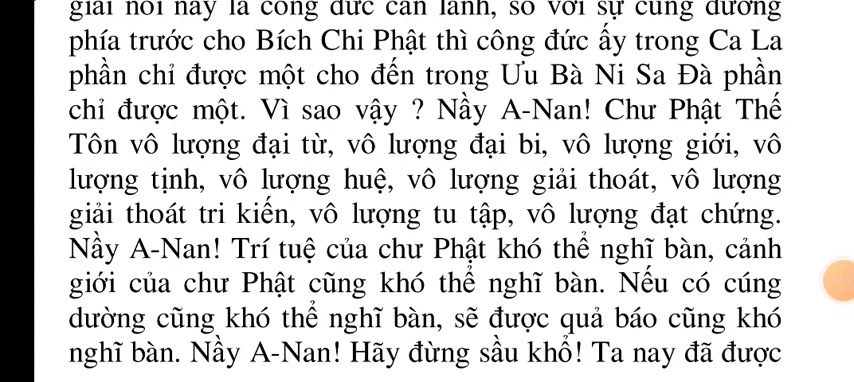 giải nói này là công đức căn lành, so với sự cúng dường
phía trước cho Bích Chi Phật thì công đức ấy trong Ca La
phần chỉ được một cho đến trong Ưu Bà Ni Sa Đà phần
chỉ được một. Vì sao vậy ? Nầy A-Nan! Chư Phật Thế
Tôn vô lượng đại từ, vô lượng đại bi, vô lượng giới, vô
lượng tịnh, vô lượng huệ, vô lượng giải thoát, vô lượng
giải thoát tri kiến, vô lượng tu tập, vô lượng đạt chứng.
Nầy A-Nan! Trí tuệ của chư Phật khó thể nghĩ bàn, cảnh
giới của chư Phật cũng khó thể nghĩ bàn. Nếu có cúng
dường cũng khó thể nghĩ bàn, sẽ được quả báo cũng khó
nghĩ bàn. Nầy A-Nan! Hãy đừng sầu khổ! Ta nay đã được